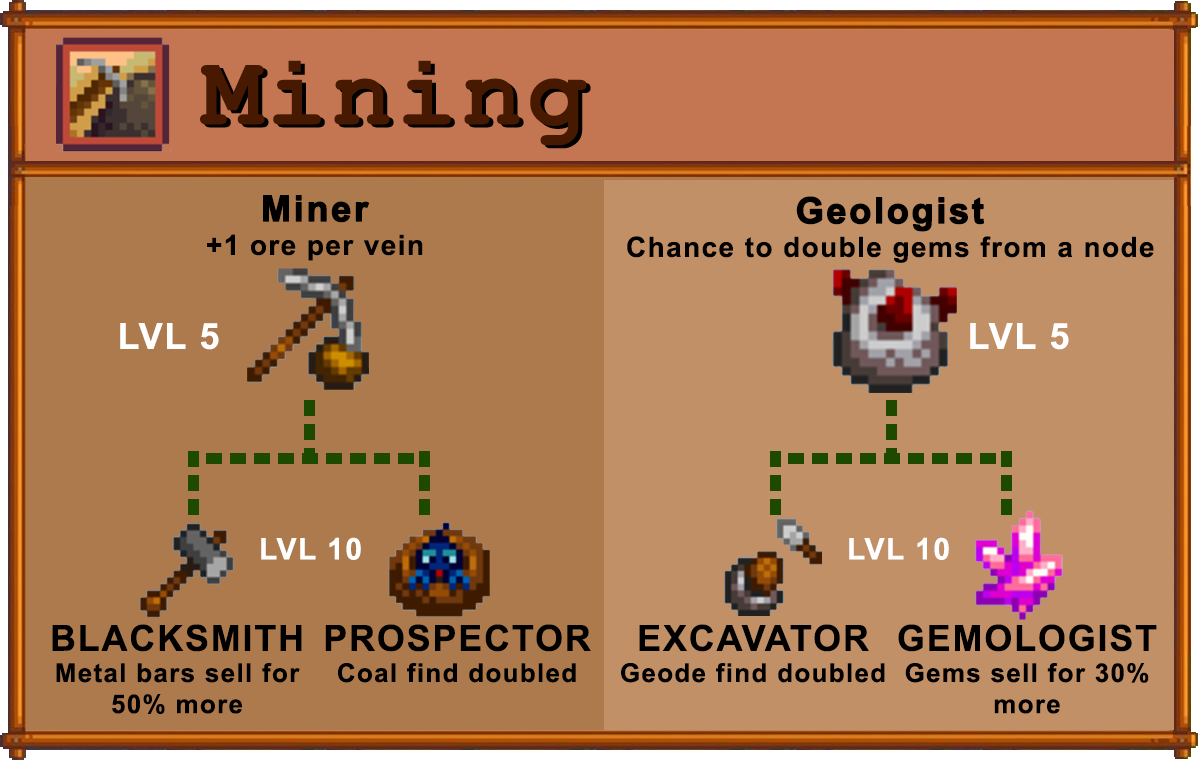 Mining
Miner
+1 ore per vein
LVL 5
LVL 10
BLACKSMITH
Metal bars sell for
50% more
PROSPECTOR
Coal find doubled
Geologist
Chance to double gems from a node
LVL 5
LVL 10
EXCAVATOR
Geode find doubled
GEMOLOGIST
Gems sell for 30%
more